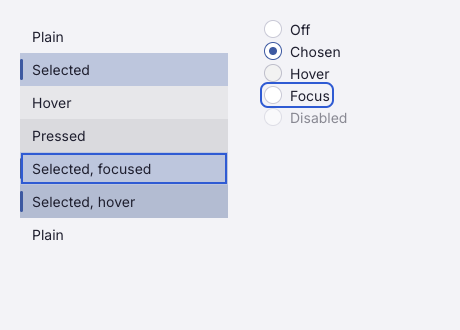 Plain
Selected
Hover
Pressed
Selected, focused
Selected, hover
Plain
Off
Chosen
Hover
Focus
Disabled